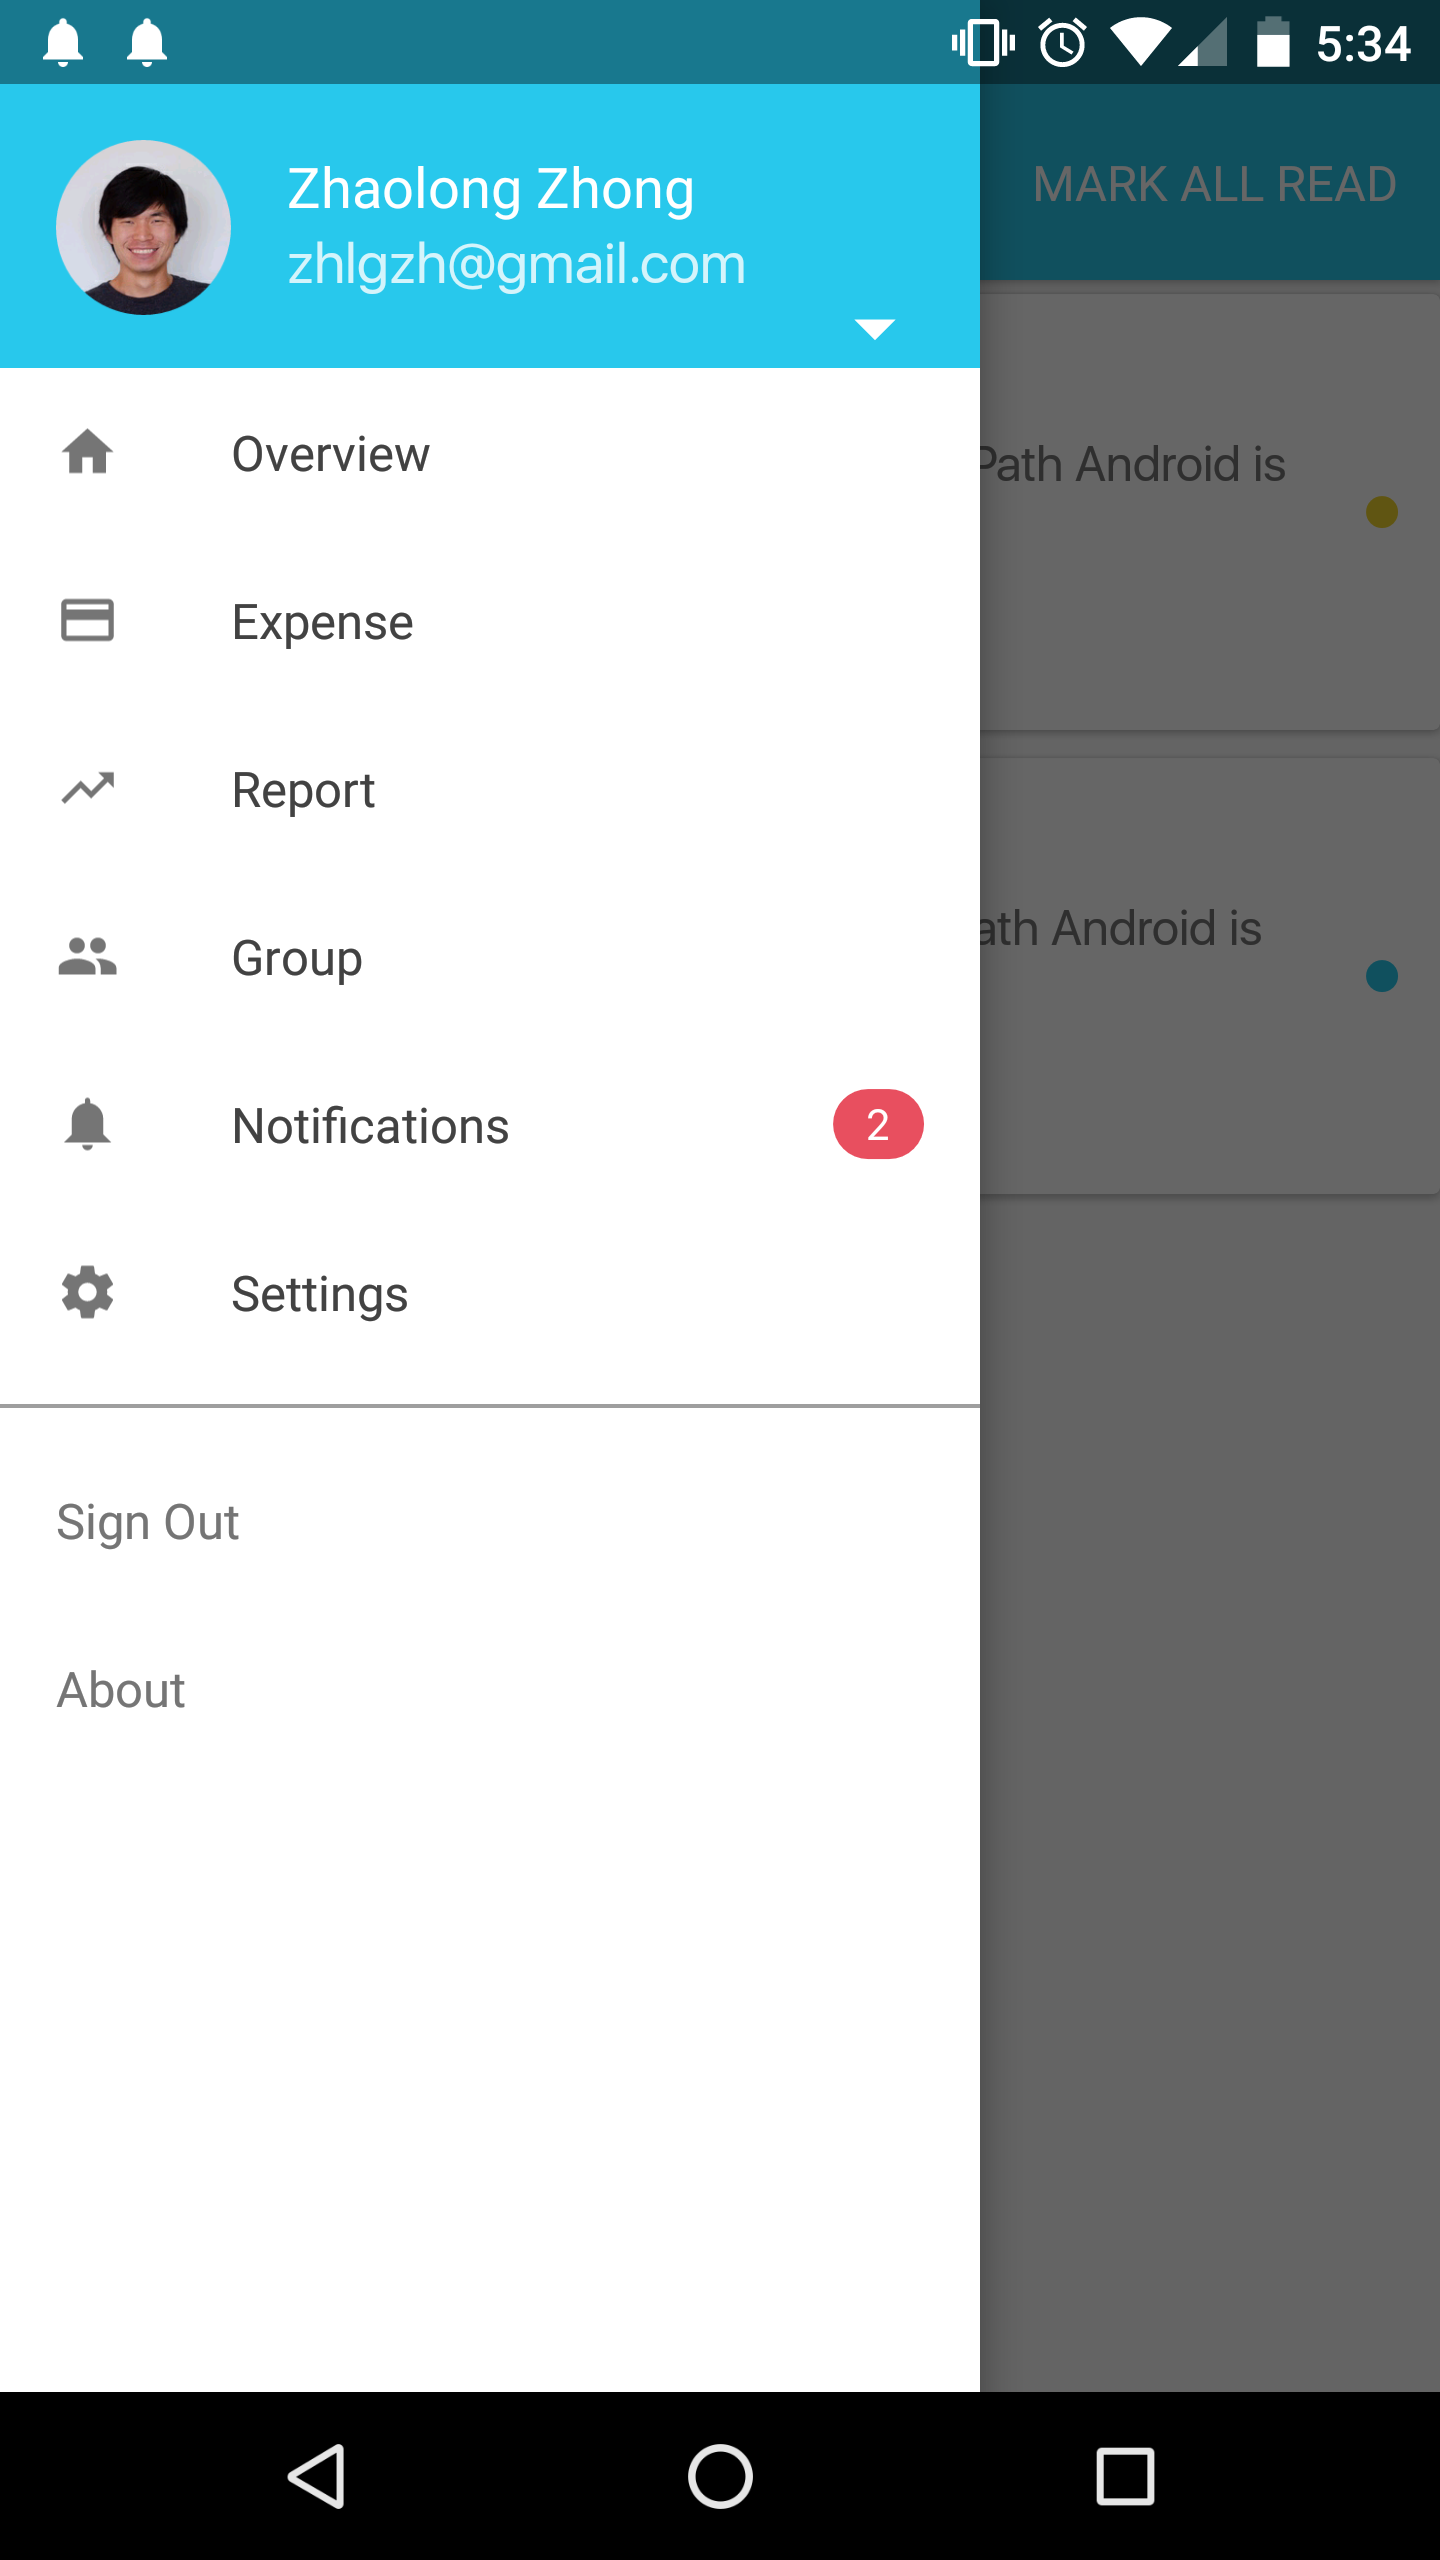 5:34
Zhaolong Zhong
zhlgzh@gmail.com
MARK ALL READ
Overview
Path Android is
Expense
Report
Group
ath Android is
Notifications 2
Settings
Sign Out
About